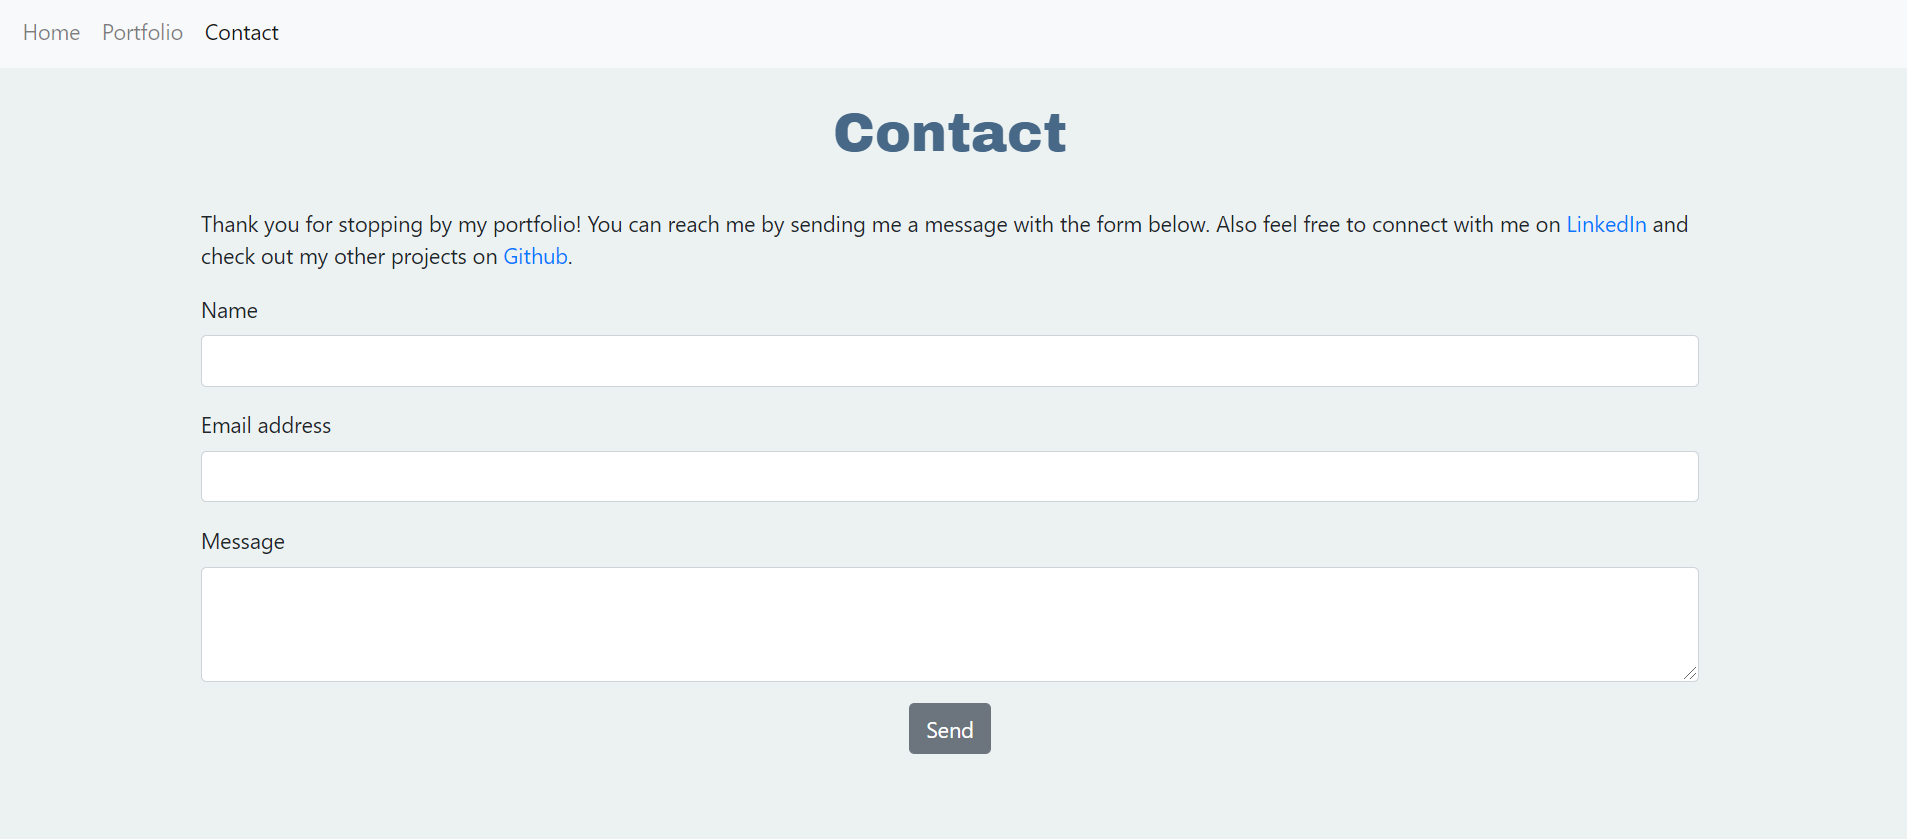 Home Portfolio Contact
Contact
Thank you for stopping by my portfolio! You can reach me by sending me a message with the form below. Also feel free to connect with me on LinkedIn and
check out my other projects on Github.
Name
Email address
Message
Send